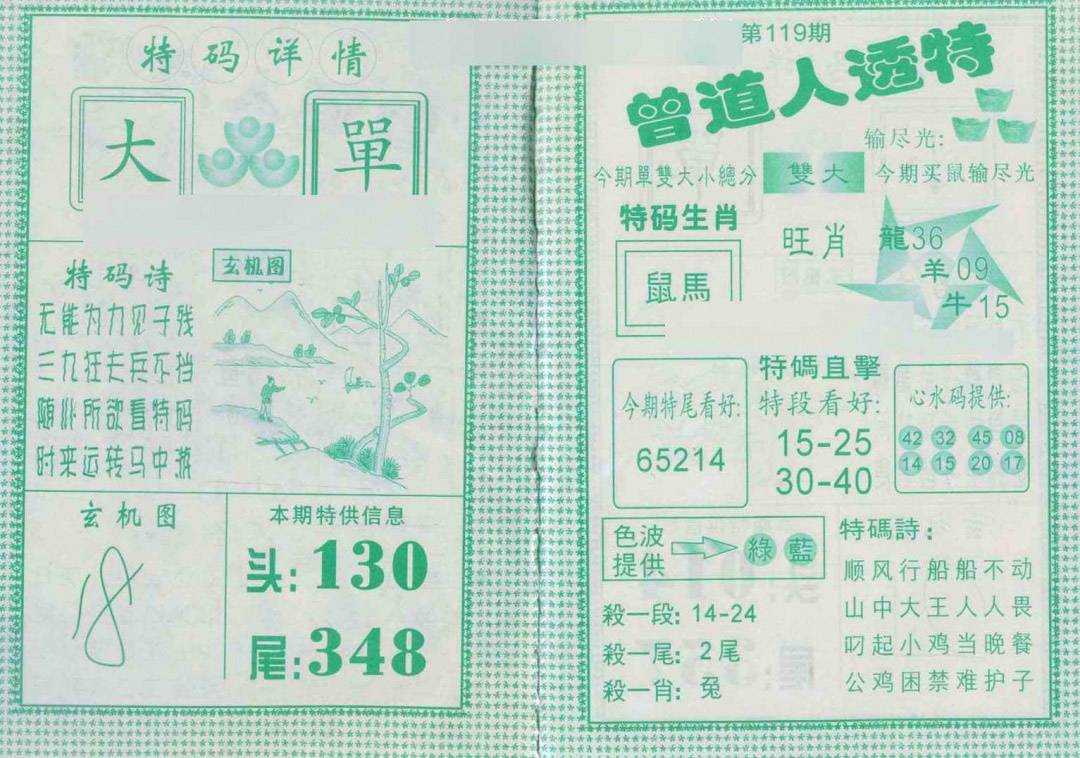 特码详情
大
單
特码诗
无能为力见子残
三九狂夫兵不挡
随心所欲看特码
时来运转马中游
玄机图
玄机图
18
本期特供信息
头:130
尾:348
第119期
曾道人透特
输尽光:
今期單雙大小總分
雙大
今期买鼠输尽光
特码生肖
鼠馬
旺肖
龍36
羊09
牛15
今期特尾看好:
65214
特碼直擊
特段看好:
15-25
30-40
心水码提供:
42 32 45 08
14 15 20 17
色波
提供
綠 藍
殺一段: 14-24
殺一尾: 2尾
殺一肖: 兔
特碼詩:
顺风行船船不动
山中大王人人畏
叼起小鸡当晚餐
公鸡困禁难护子